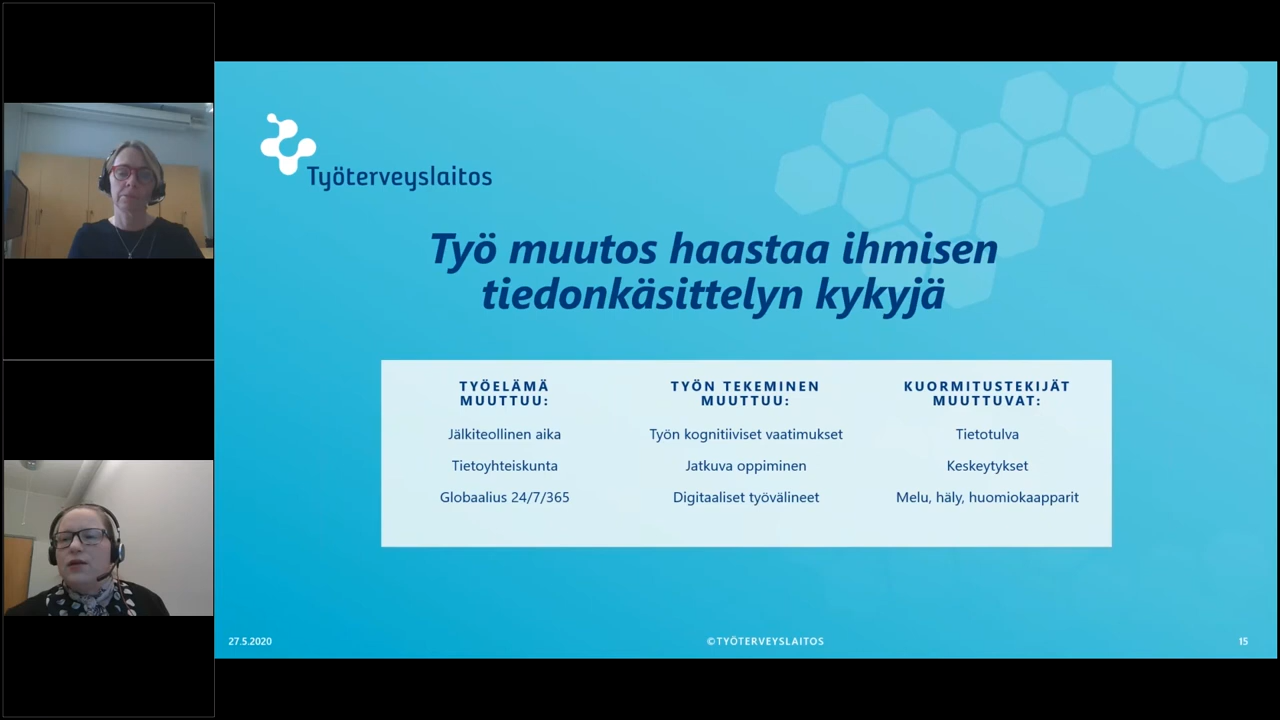 Työterveyslaitos
Työ muutos haastaa ihmisen
tiedonkäsittelyn kykyjä
TYÖELÄMÄ
MUUTTUU:
Jälkiteollinen aika
Tietoyhteiskunta
Globaalius 24/7/365
TYÖN TEKEMINEN
MUUTTUU:
Työn kognitiiviset vaatimukset
Jatkuva oppiminen
Digitaaliset työvälineet
KUORMITUSTEKIJÄT
MUUTTUVAT:
Tietotulva
Keskeytykset
Melu, häly, huomiokaapparit
27.5.2020
©TYÖTERVEYSLAITOS
15